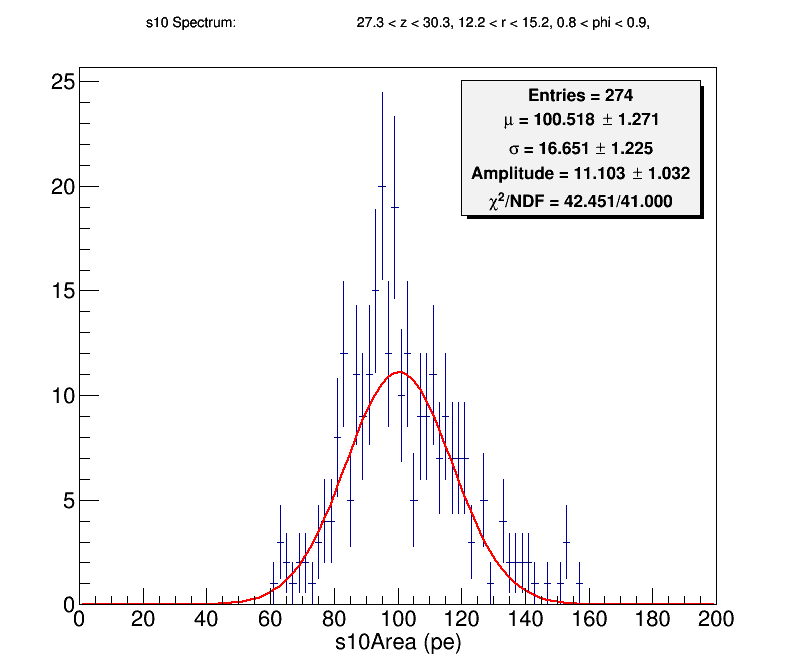 s10 Spectrum: 27.3 < z < 30.3, 12.2 < r < 15.2, 0.8 < phi < 0.9,
Entries = 274
μ = 100.518 ± 1.271
σ = 16.651 ± 1.225
Amplitude = 11.103 ± 1.032
χ²/NDF = 42.451/41.000
25
20
15
10
5
0
0 20 40 60 80 100 120 140 160 180 200
s10Area (pe)